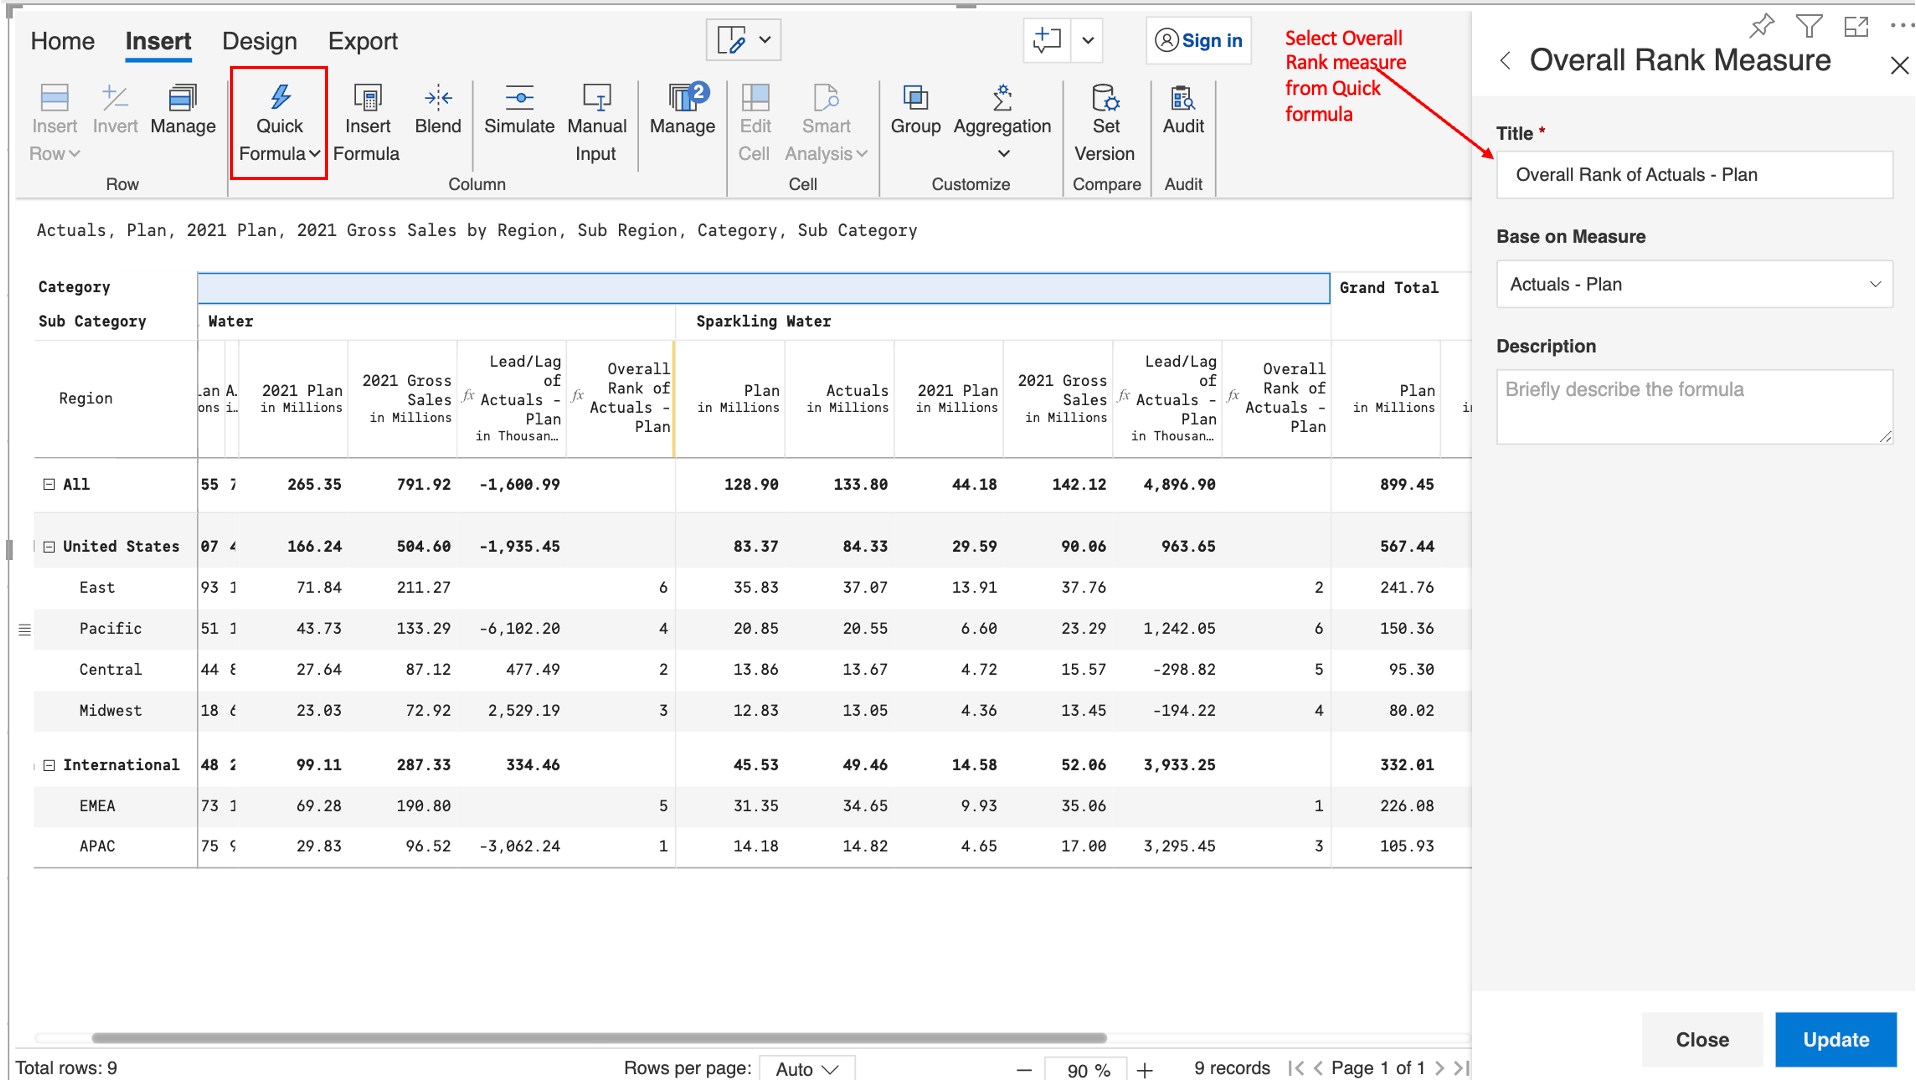 Home Insert Design Export
Sign in
Select Overall
Rank measure
from Quick
formula
Overall Rank Measure
Insert
Row
Invert
Manage
Quick
Formula
Insert
Formula
Blend
Simulate
Manual
Input
2
Manage
Edit
Cell
Smart
Analysis
Group
Aggregation
Set
Version
Audit
Row Column Cell Customize Compare Audit
Title *
Overall Rank of Actuals - Plan
Base on Measure
Actuals - Plan
Description
Briefly describe the formula
Actuals, Plan, 2021 Plan, 2021 Gross Sales by Region, Sub Region, Category, Sub Category
Category Grand Total
Sub Category Water Sparkling Water
Region
2021 Plan
in Millions
2021 Gross
Sales
in Millions
Lead/Lag
of
fx Actuals -
Plan
in Thousan…
Overall
fx Rank of
Actuals -
Plan
Plan
in Millions
Actuals
in Millions
2021 Plan
in Millions
2021 Gross
Sales
in Millions
Lead/Lag
of
fx Actuals -
Plan
in Thousan…
Overall
fx Rank of
Actuals -
Plan
Plan
in Millions
All 55 265.35 791.92 -1,600.99 128.90 133.80 44.18 142.12 4,896.90 899.45
United States 07 166.24 504.60 -1,935.45 83.37 84.33 29.59 90.06 963.65 567.44
East 93 71.84 211.27 6 35.83 37.07 13.91 37.76 2 241.76
Pacific 51 43.73 133.29 -6,102.20 4 20.85 20.55 6.60 23.29 1,242.05 6 150.36
Central 44 27.64 87.12 477.49 2 13.86 13.67 4.72 15.57 -298.82 5 95.30
Midwest 18 23.03 72.92 2,529.19 3 12.83 13.05 4.36 13.45 -194.22 4 80.02
International 48 99.11 287.33 334.46 45.53 49.46 14.58 52.06 3,933.25 332.01
EMEA 73 69.28 190.80 5 31.35 34.65 9.93 35.06 1 226.08
APAC 75 29.83 96.52 -3,062.24 1 14.18 14.82 4.65 17.00 3,295.45 3 105.93
Close Update
Total rows: 9 Rows per page: Auto 90 % 9 records Page 1 of 1